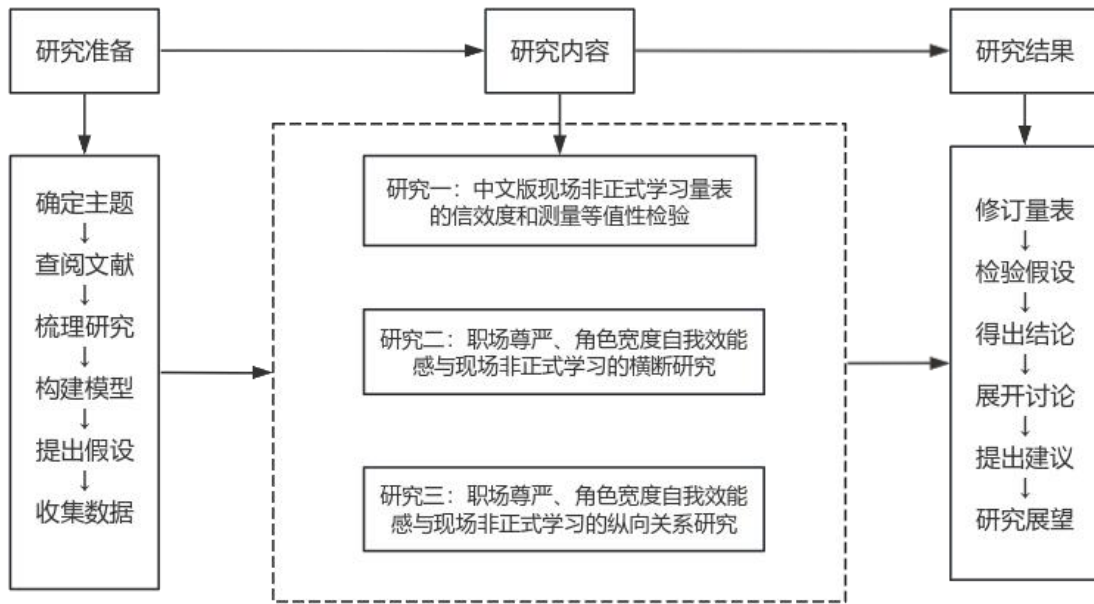 研究准备
研究内容
研究结果
确定主题
↓
查阅文献
↓
梳理研究
↓
构建模型
↓
提出假设
↓
收集数据
研究一：中文版现场非正式学习量表
的信效度和测量等值性检验
研究二：职场尊严、角色宽度自我效能
感与现场非正式学习的横断研究
研究三：职场尊严、角色宽度自我效能
感与现场非正式学习的纵向关系研究
修订量表
↓
检验假设
↓
得出结论
↓
展开讨论
↓
提出建议
↓
研究展望